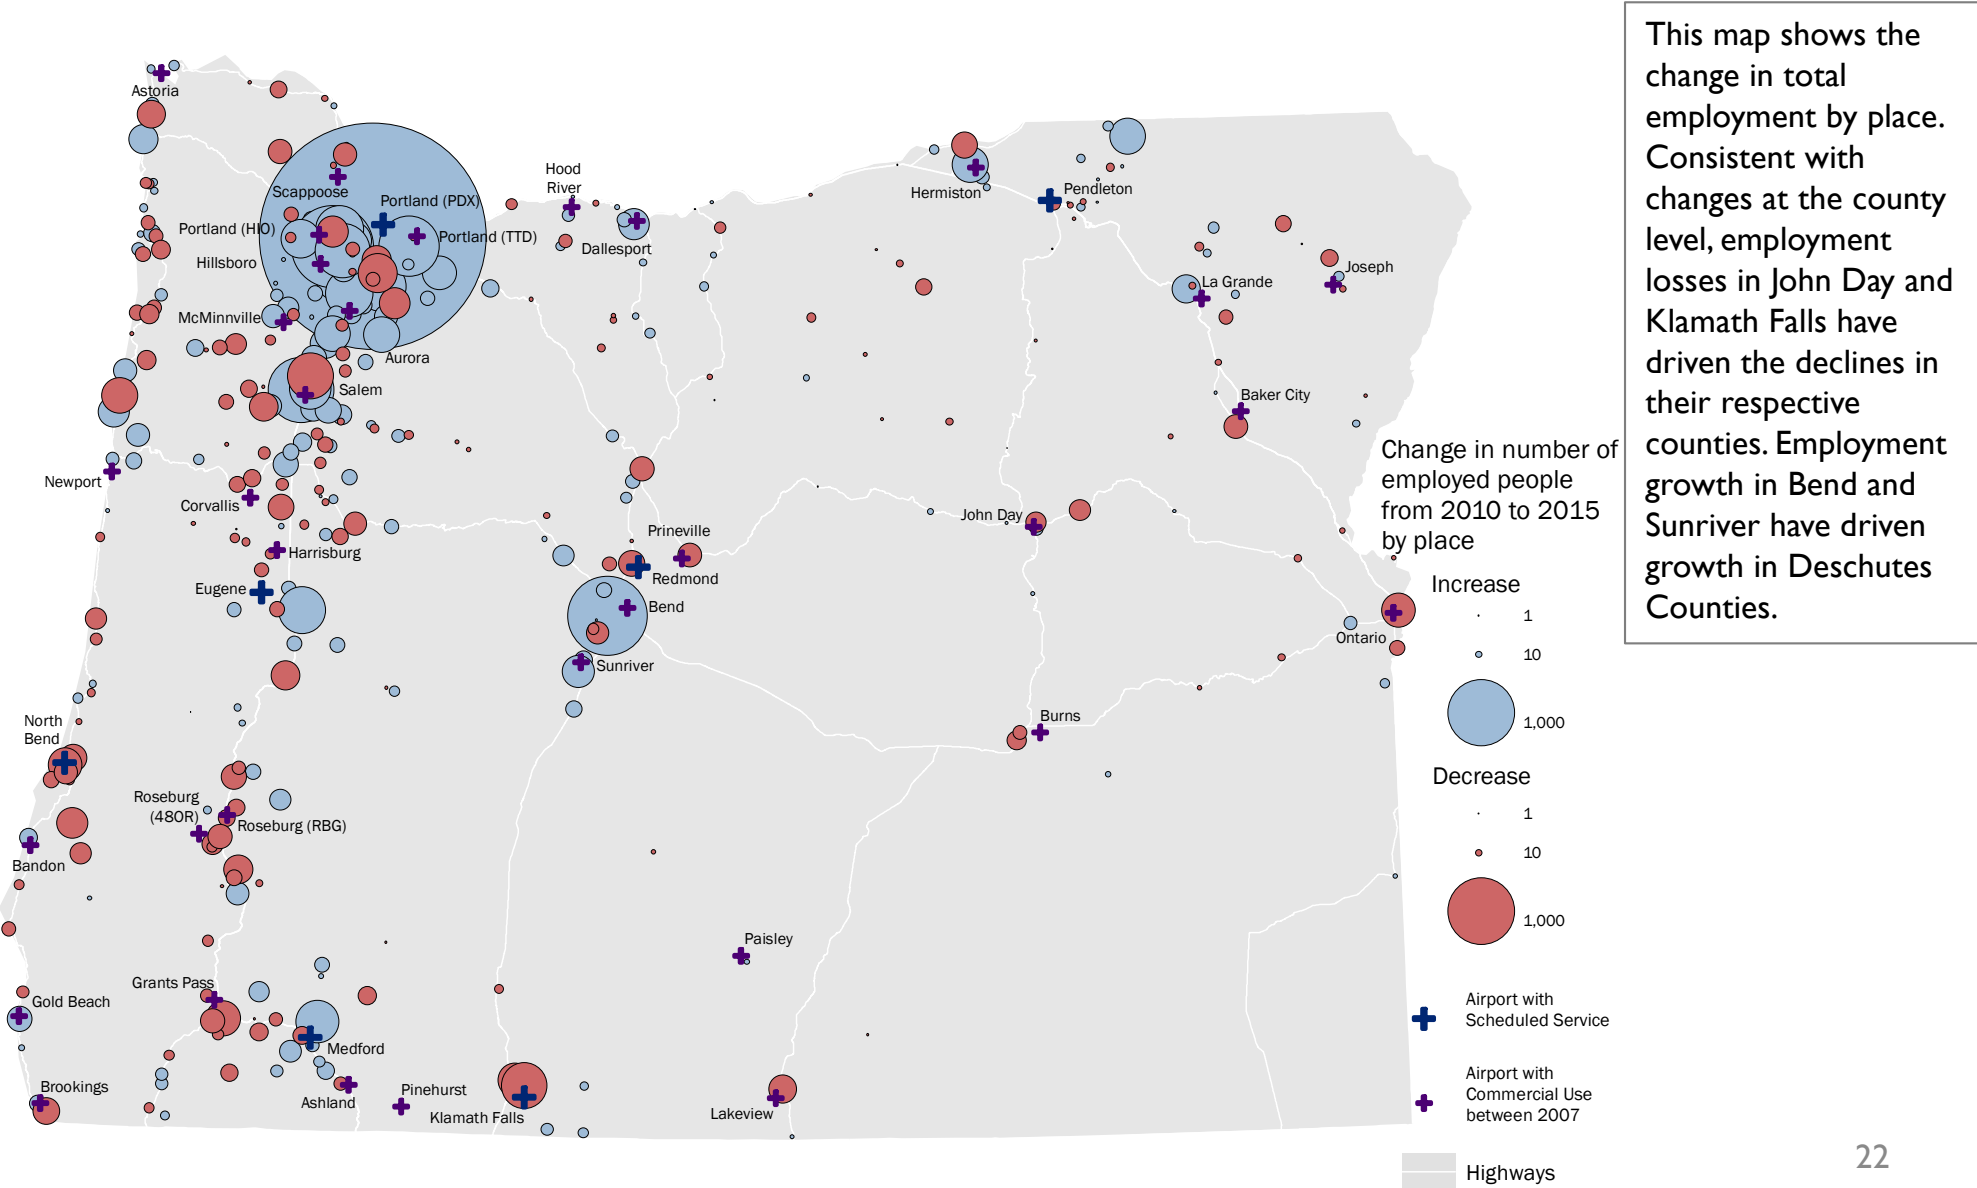 This map shows the
change in total
employment by place.
Consistent with
changes at the county
level, employment
losses in John Day and
Klamath Falls have
driven the declines in
their respective
counties. Employment
growth in Bend and
Sunriver have driven
growth in Deschutes
Counties.
Astoria
Scappoose
Portland (PDX)
Portland (HIO)
Portland (TTD)
Hillsboro
McMinnville
Aurora
Salem
Hood
River
Dallesport
Hermiston
Pendleton
La Grande
Joseph
Baker City
Newport
Corvallis
Harrisburg
Eugene
Prineville
Redmond
Bend
Sunriver
John Day
Ontario
Burns
North
Bend
Roseburg
(48OR)
Roseburg (RBG)
Bandon
Paisley
Grants Pass
Gold Beach
Medford
Brookings
Ashland
Pinehurst
Klamath Falls
Lakeview
Change in number of
employed people
from 2010 to 2015
by place
Increase
1
10
1,000
Decrease
1
10
1,000
Airport with
Scheduled Service
Airport with
Commercial Use
between 2007
Highways
22